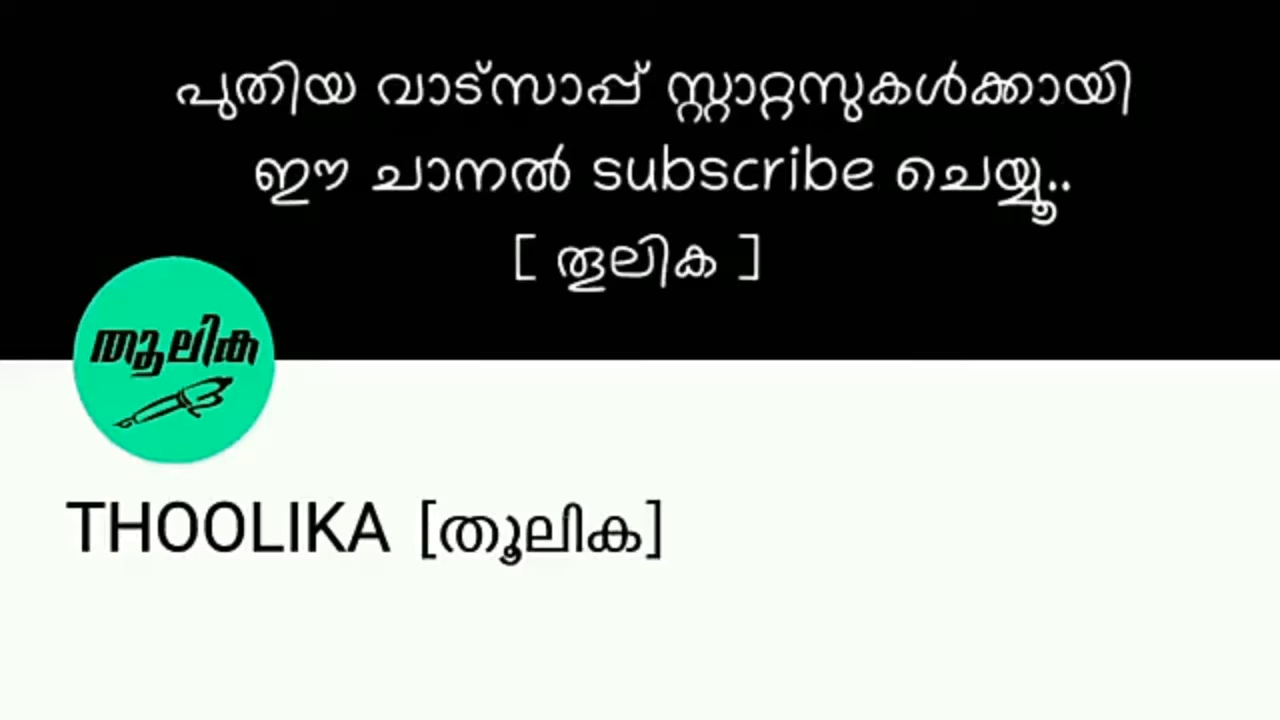 പുതിയ വാട്സാപ്പ് സ്റ്റാറ്റസുകൾക്കായി
ഈ ചാനൽ subscribe ചെയ്യൂ..
[ തൂലിക ]
തൂലിക
THOOLIKA [തൂലിക]